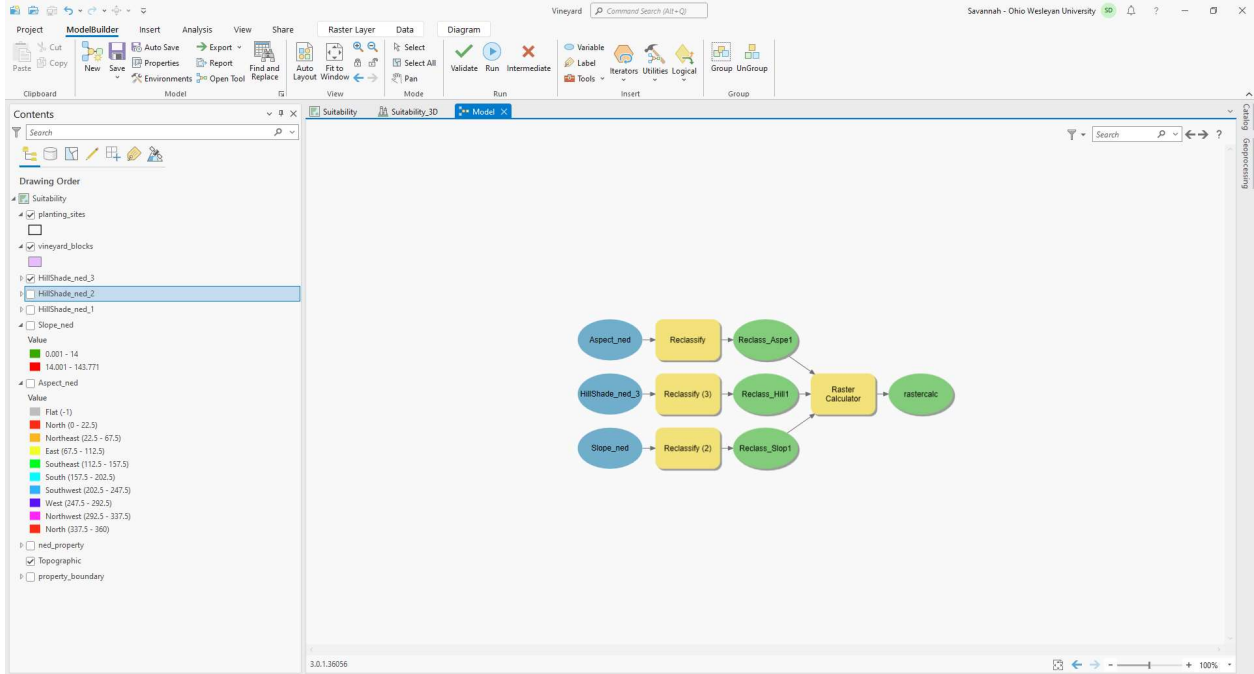 Vineyard
Command Search (Alt+Q)
Savannah - Ohio Wesleyan University
SD
?
Project ModelBuilder Insert Analysis View Share Raster Layer Data Diagram
Paste
Cut
Copy
Clipboard
New
Save
Auto Save
Properties
Environments
Export
Report
Open Tool
Find and Replace
Model
Auto Layout
Fit to Window
View
Select
Select All
Pan
Mode
Validate
Run
Intermediate
Run
Variable
Label
Tools
Iterators
Utilities
Logical
Insert
Group
UnGroup
Group
Contents
Search
Drawing Order
Suitability
planting_sites
vineyard_blocks
HillShade_ned_3
HillShade_ned_2
HillShade_ned_1
Slope_ned
Value
0.001 - 14
14.001 - 143.771
Aspect_ned
Value
Flat (-1)
North (0 - 22.5)
Northeast (22.5 - 67.5)
East (67.5 - 112.5)
Southeast (112.5 - 157.5)
South (157.5 - 202.5)
Southwest (202.5 - 247.5)
West (247.5 - 292.5)
Northwest (292.5 - 337.5)
North (337.5 - 360)
ned_property
Topographic
property_boundary
Suitability
Suitability_3D
Model
Search
?
Aspect_ned
Reclassify
Reclass_Aspe1
HillShade_ned_3
Reclassify (3)
Reclass_Hill1
Raster
Calculator
rastercalc
Slope_ned
Reclassify (2)
Reclass_Slop1
3.0.1.36056
100%
Catalog
Geoprocessing